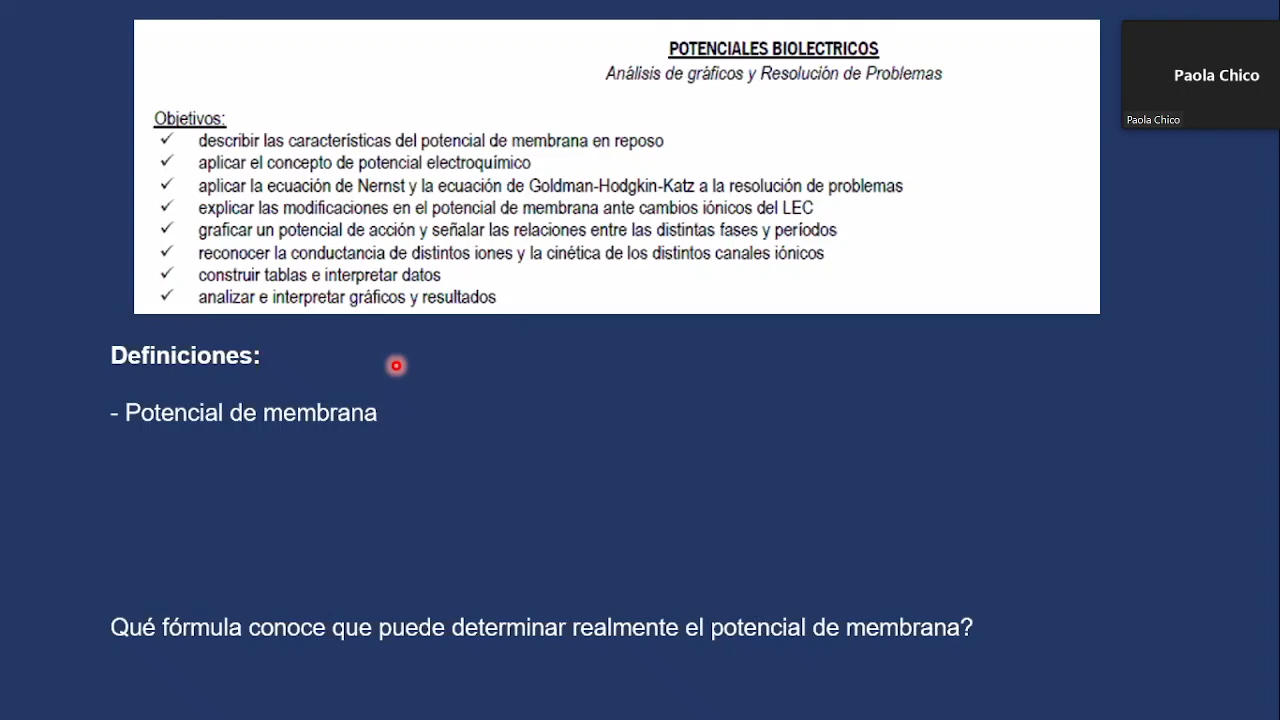 POTENCIALES BIOLECTRICOS
Análisis de gráficos y Resolución de Problemas
Objetivos:
✓ describir las características del potencial de membrana en reposo
✓ aplicar el concepto de potencial electroquímico
✓ aplicar la ecuación de Nernst y la ecuación de Goldman-Hodgkin-Katz a la resolución de problemas
✓ explicar las modificaciones en el potencial de membrana ante cambios iónicos del LEC
✓ graficar un potencial de acción y señalar las relaciones entre las distintas fases y períodos
✓ reconocer la conductancia de distintos iones y la cinética de los distintos canales iónicos
✓ construir tablas e interpretar datos
✓ analizar e interpretar gráficos y resultados
Paola Chico
Paola Chico
Definiciones:
- Potencial de membrana
Qué fórmula conoce que puede determinar realmente el potencial de membrana?